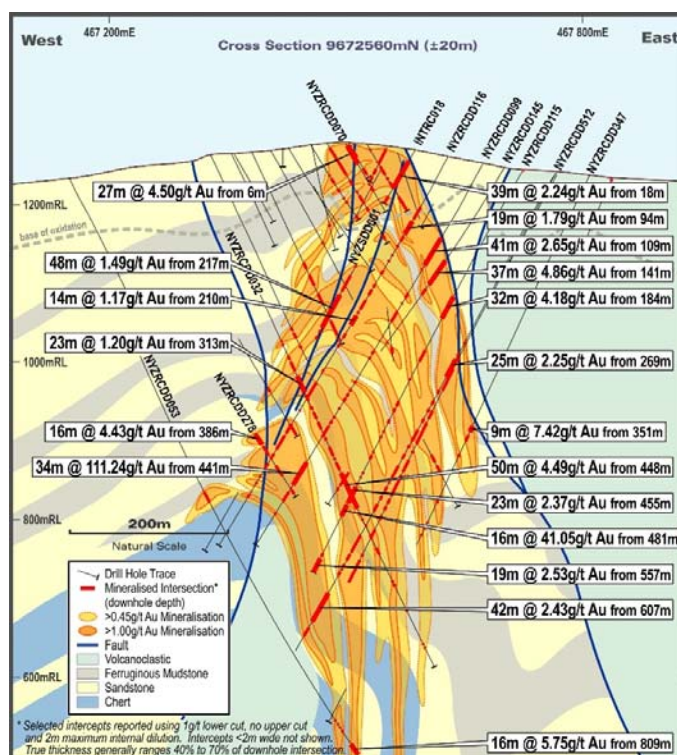 West
467 200mE
Cross Section 9672560mN (±20m)
467 800mE
East
NYZRCDD070
INTRC018
NYZRCDD116
NYZRCDD099
NYZRCDD145
NYZRCDD115
NYZRCDD512
NYZRCDD347
27m @ 4.50g/t Au from 6m
39m @ 2.24g/t Au from 18m
1200mRL
19m @ 1.79g/t Au from 94m
base of oxidation
41m @ 2.65g/t Au from 109m
48m @ 1.49g/t Au from 217m
37m @ 4.86g/t Au from 141m
14m @ 1.17g/t Au from 210m
32m @ 4.18g/t Au from 184m
23m @ 1.20g/t Au from 313m
1000mRL
25m @ 2.25g/t Au from 269m
NYZRCDD053
NYZRCDD278
16m @ 4.43g/t Au from 386m
9m @ 7.42g/t Au from 351m
34m @ 111.24g/t Au from 441m
50m @ 4.49g/t Au from 448m
23m @ 2.37g/t Au from 455m
800mRL
200m
16m @ 41.05g/t Au from 481m
Natural Scale
19m @ 2.53g/t Au from 557m
Drill Hole Trace
Mineralised Intersection*
(downhole depth)
>0.45g/t Au Mineralisation
42m @ 2.43g/t Au from 607m
>1.00g/t Au Mineralisation
Fault
Volcanoclastic
600mRL
Ferruginous Mudstone
Sandstone
Chert
* Selected intercepts reported using 1g/t lower cut, no upper cut
and 2m maximum internal dilution. Intercepts <2m wide not shown.
True thickness generally ranges 40% to 70% of downhole intersection.
16m @ 5.75g/t Au from 809m